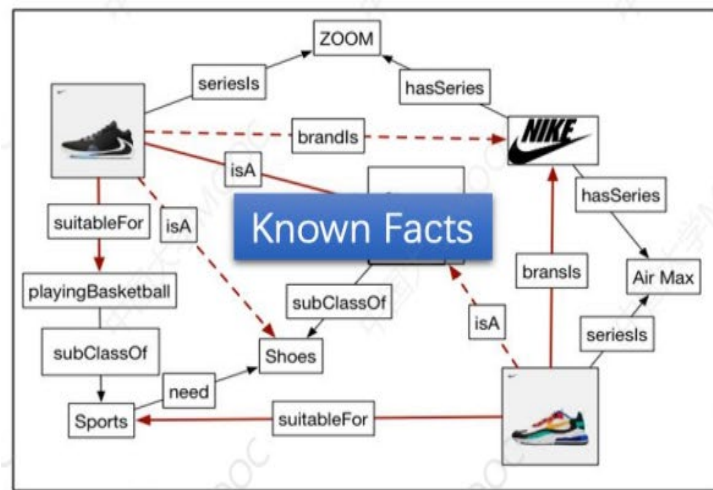 ZOOM
seriesIs
hasSeries
NIKE
brandIs
isA
hasSeries
suitableFor
isA
Known Facts
bransIs
Air Max
playingBasketball
subClassOf
isA
seriesIs
subClassOf
Shoes
need
Sports
suitableFor